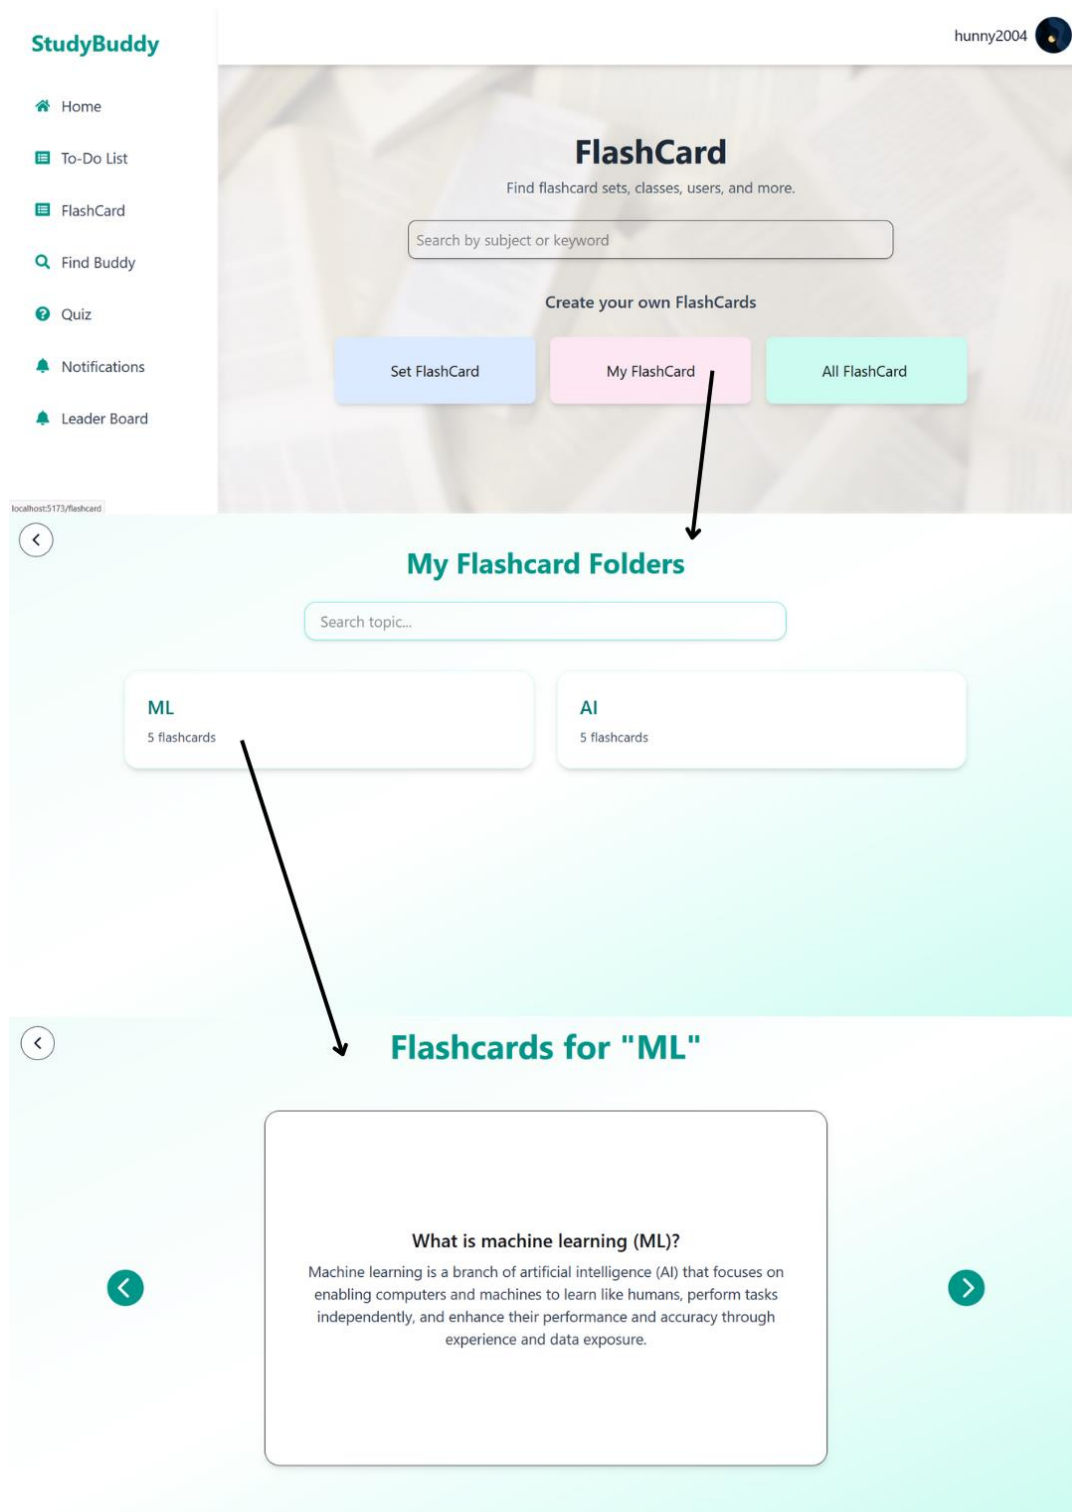 StudyBuddy
hunny2004
Home
To-Do List
FlashCard
Find Buddy
Quiz
Notifications
Leader Board
FlashCard
Find flashcard sets, classes, users, and more.
Search by subject or keyword
Create your own FlashCards
Set FlashCard
My FlashCard
All FlashCard
localhost:5173/flashcard
My Flashcard Folders
Search topic...
ML
5 flashcards
AI
5 flashcards
Flashcards for "ML"
What is machine learning (ML)?
Machine learning is a branch of artificial intelligence (AI) that focuses on
enabling computers and machines to learn like humans, perform tasks
independently, and enhance their performance and accuracy through
experience and data exposure.